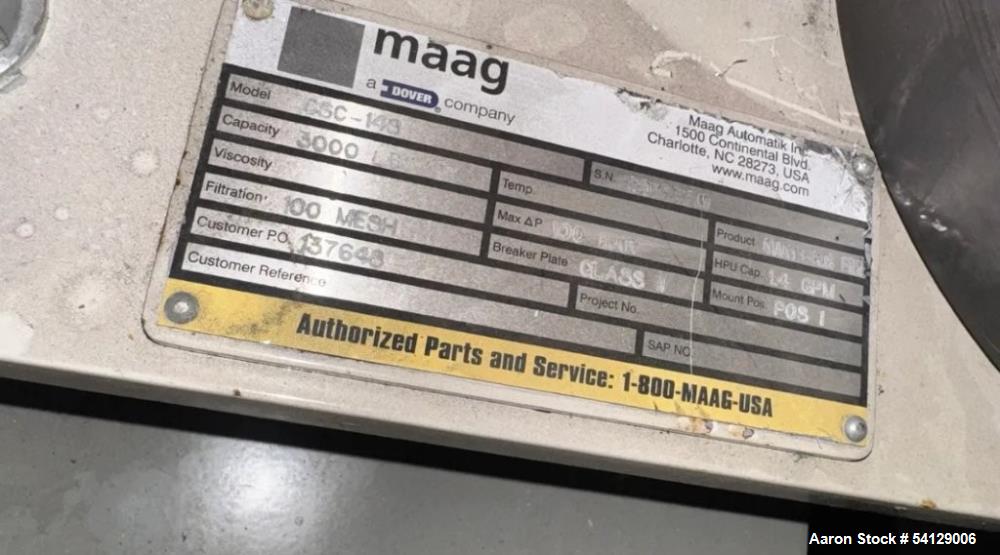 maag
a DOVER company
Maag Automatik Inc.
1500 Continental Blvd.
Charlotte, NC 28273, USA
www.maag.com
Model CSC-143
S.N.
Capacity 3000 LB
Temp.
Product
Viscosity
Max ΔP
HPU Cap. 1.4 GPM
Filtration 100 MESH
Breaker Plate CLASS V
Mount Pos. POS 1
Customer P.O. 137643
Project No.
Customer Reference
SAP NO.
Authorized Parts and Service: 1-800-MAAG-USA
Aaron Stock # 54129006